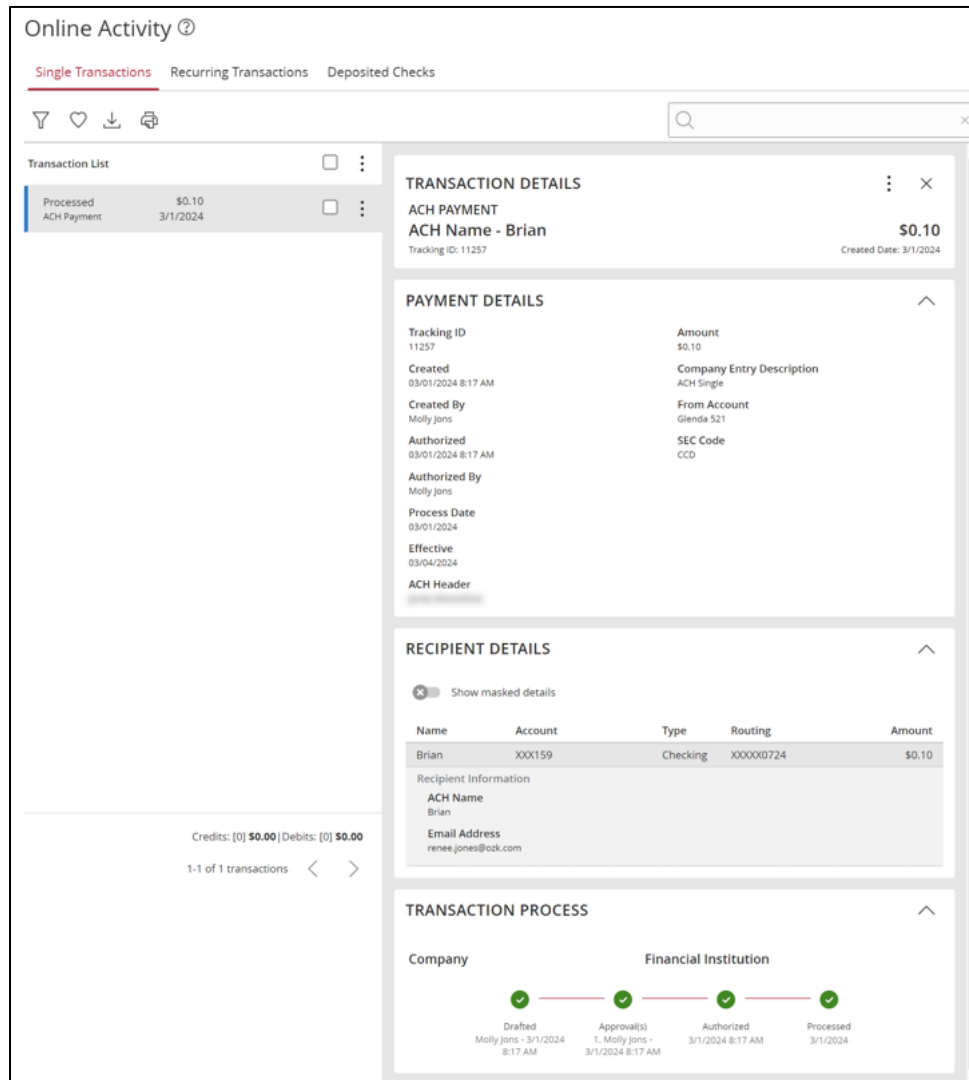 Online Activity ?
Single Transactions Recurring Transactions Deposited Checks
Transaction List
Processed $0.10
ACH Payment 3/1/2024
Credits: [0] $0.00|Debits: [0] $0.00
1-1 of 1 transactions
TRANSACTION DETAILS
ACH PAYMENT
ACH Name - Brian $0.10
Tracking ID: 11257 Created Date: 3/1/2024
PAYMENT DETAILS
Tracking ID Amount
11257 $0.10
Created Company Entry Description
03/01/2024 8:17 AM ACH Single
Created By From Account
Molly Jons Glenda 521
Authorized SEC Code
03/01/2024 8:17 AM CCD
Authorized By
Molly Jons
Process Date
03/01/2024
Effective
03/04/2024
ACH Header
RECIPIENT DETAILS
Show masked details
Name Account Type Routing Amount
Brian XXX159 Checking XXXXX0724 $0.10
Recipient Information
ACH Name
Brian
Email Address
renee.jones@ozk.com
TRANSACTION PROCESS
Company Financial Institution
Drafted Approval(s) Authorized Processed
Molly Jons - 3/1/2024 1. Molly Jons - 3/1/2024 8:17 AM 3/1/2024
8:17 AM 3/1/2024 8:17 AM